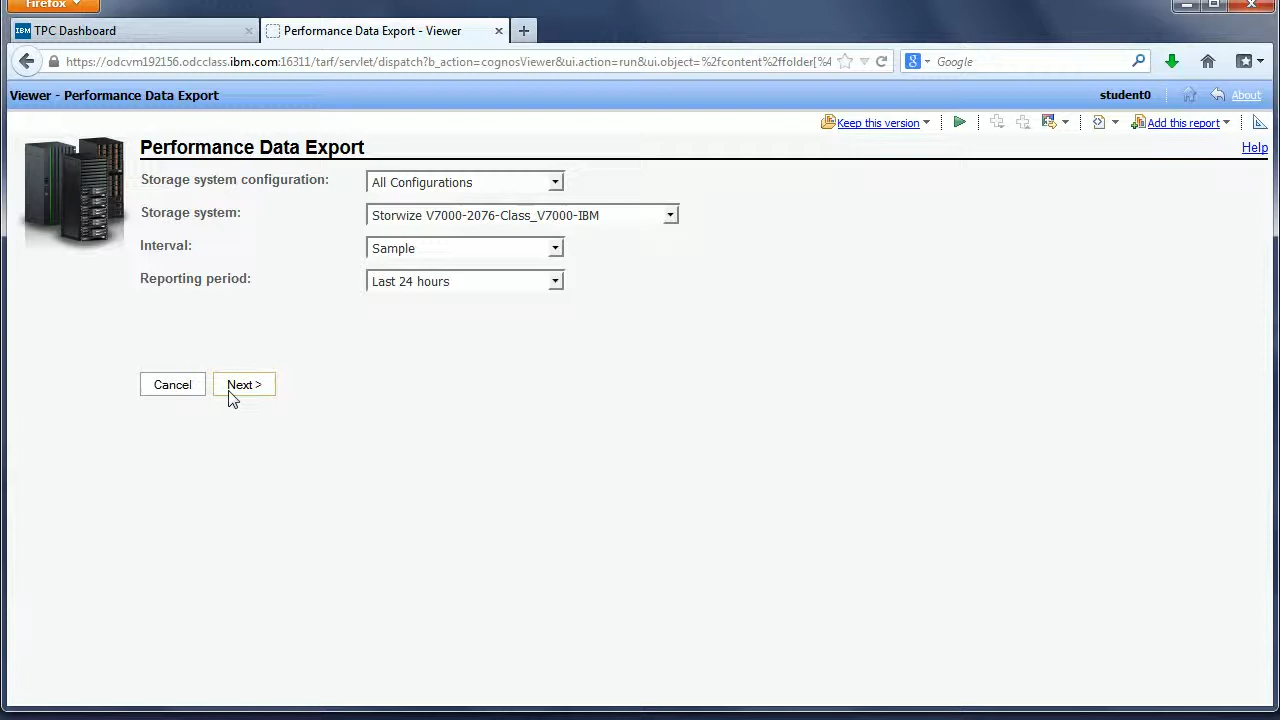 Firefox
IBM TPC Dashboard
Performance Data Export - Viewer
https://odcvm192156.odcs.ibm.com:16311/tarf/servlet/dispatch?b_action=cognosViewer&ui.action=run&ui.object=%2fcontent%2ffolder[%4
Google
Viewer - Performance Data Export
student0
About
Keep this version
Add this report
Performance Data Export
Help
Storage system configuration:
All Configurations
Storage system:
Storwize V7000-2076-Class_V7000-IBM
Interval:
Sample
Reporting period:
Last 24 hours
Cancel
Next >